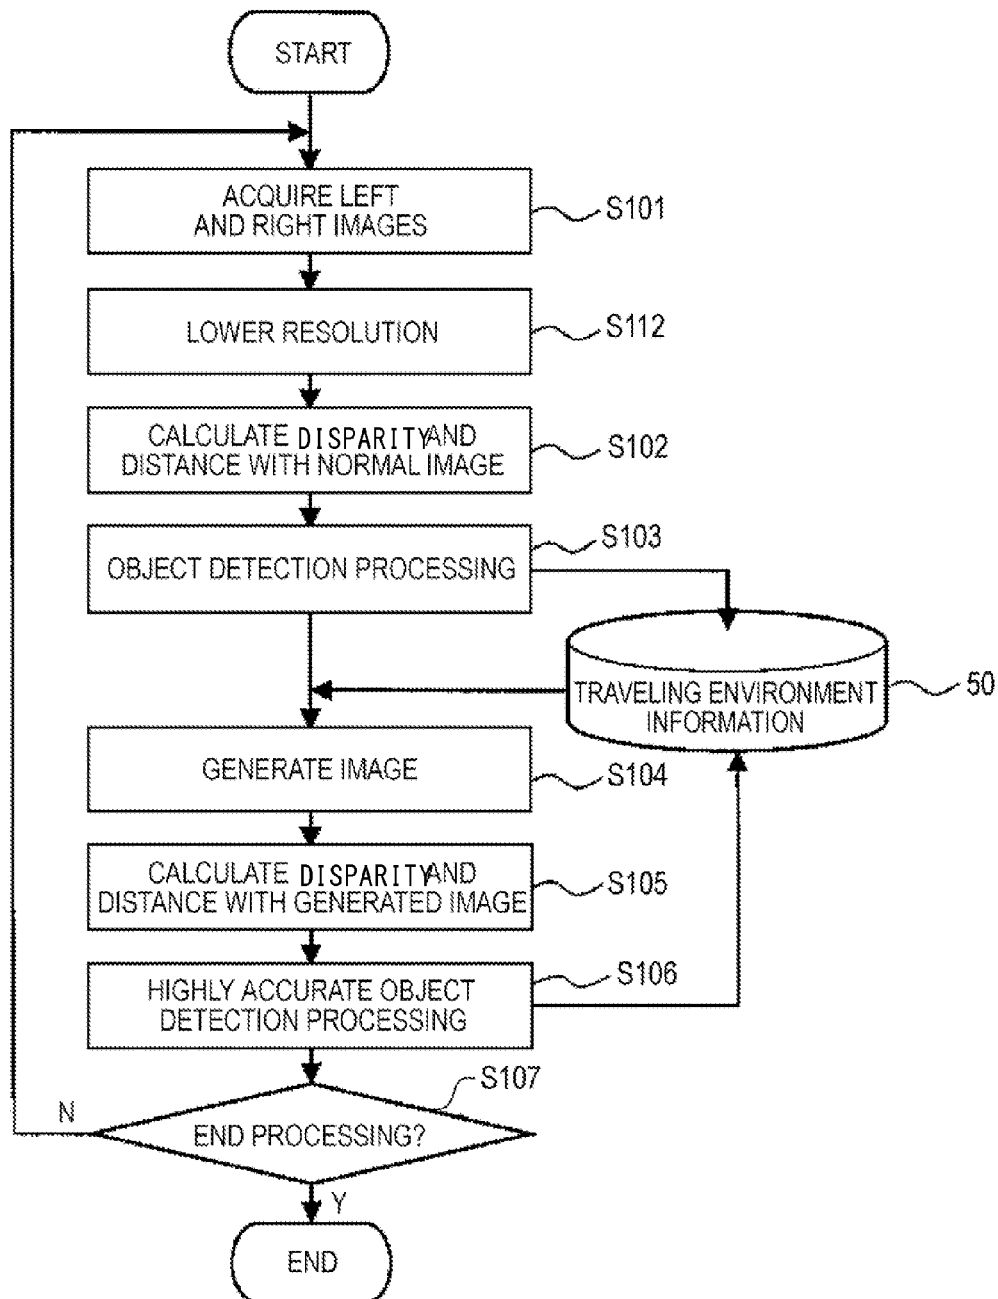 START
ACQUIRE LEFT
AND RIGHT IMAGES
S101
LOWER RESOLUTION
S112
CALCULATE DISPARITY AND
DISTANCE WITH NORMAL IMAGE
S102
OBJECT DETECTION PROCESSING
S103
TRAVELING ENVIRONMENT
INFORMATION
50
GENERATE IMAGE
S104
CALCULATE DISPARITY AND
DISTANCE WITH GENERATED IMAGE
S105
HIGHLY ACCURATE OBJECT
DETECTION PROCESSING
S106
END PROCESSING?
S107
N
Y
END